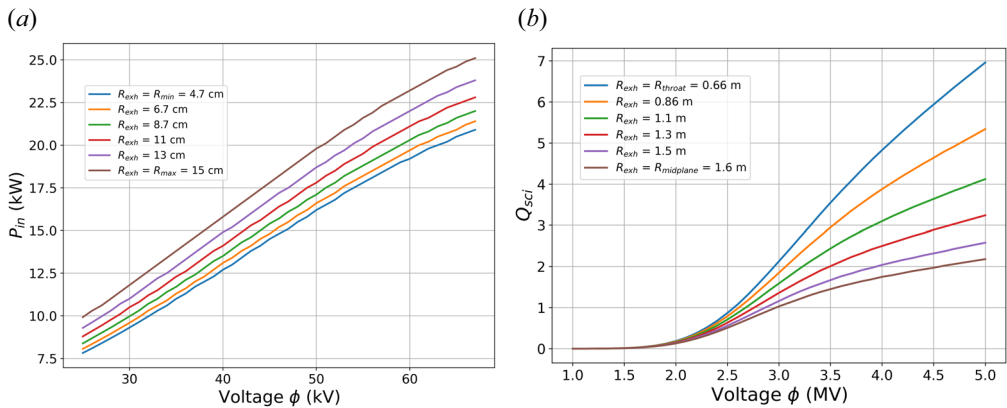 (a)
25.0
22.5
20.0
17.5
15.0
12.5
10.0
7.5
P_in (kW)
R_exh = R_min = 4.7 cm
R_exh = 6.7 cm
R_exh = 8.7 cm
R_exh = 11 cm
R_exh = 13 cm
R_exh = R_max = 15 cm
30 40 50 60
Voltage ϕ (kV)
(b)
7
6
5
4
3
2
1
0
Q_sci
R_exh = R_throat = 0.66 m
R_exh = 0.86 m
R_exh = 1.1 m
R_exh = 1.3 m
R_exh = 1.5 m
R_exh = R_midplane = 1.6 m
1.0 1.5 2.0 2.5 3.0 3.5 4.0 4.5 5.0
Voltage ϕ (MV)